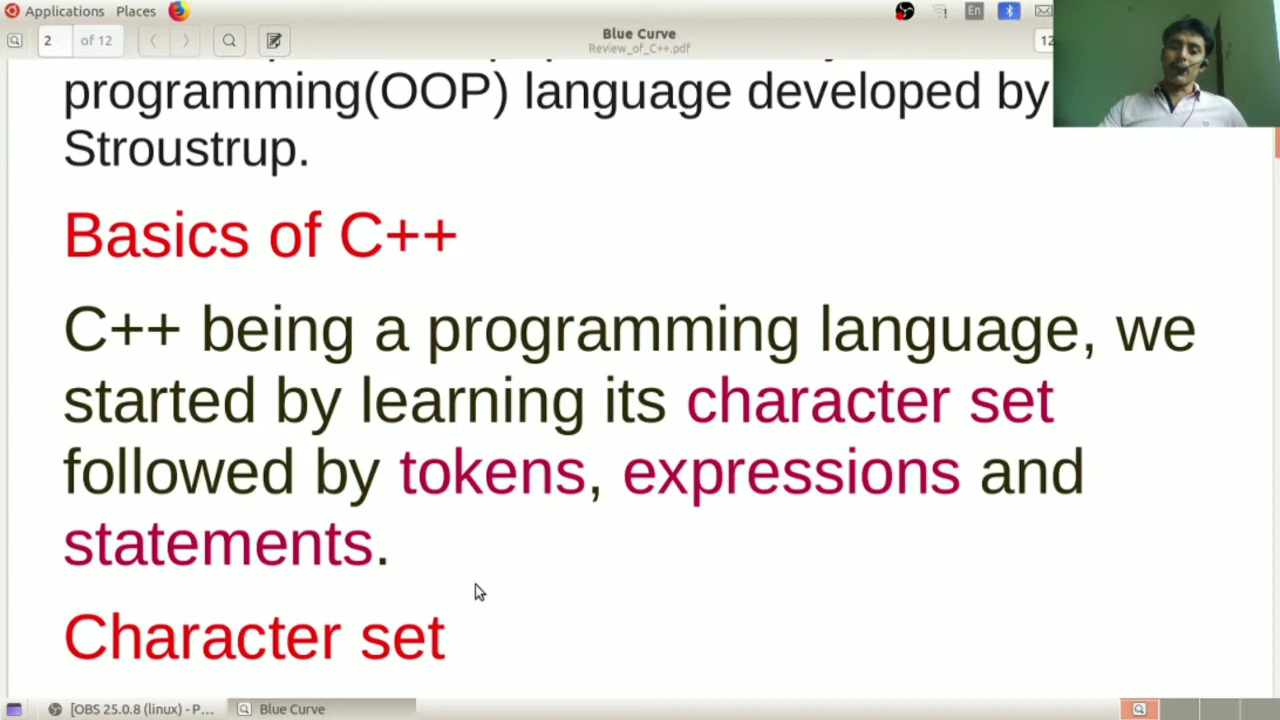 Applications Places
En
2 of 12
Blue Curve
Review_of_C++.pdf
12
programming(OOP) language developed by
Stroustrup.
Basics of C++
C++ being a programming language, we
started by learning its character set
followed by tokens, expressions and
statements.
Character set
[OBS 25.0.8 (linux) - P... Blue Curve